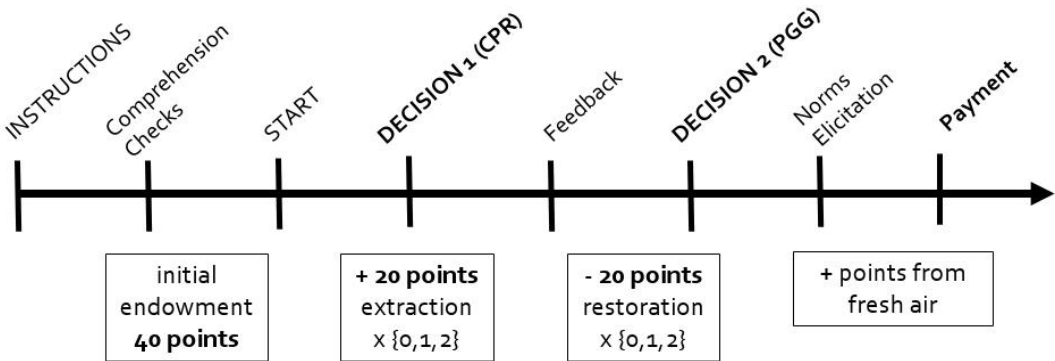 INSTRUCTIONS
Comprehension
Checks
START
DECISION 1 (CPR)
Feedback
DECISION 2 (PGG)
Norms
Elicitation
Payment
initial
endowment
40 points
+ 20 points
extraction
x {0,1,2}
- 20 points
restoration
x {0,1,2}
+ points from
fresh air